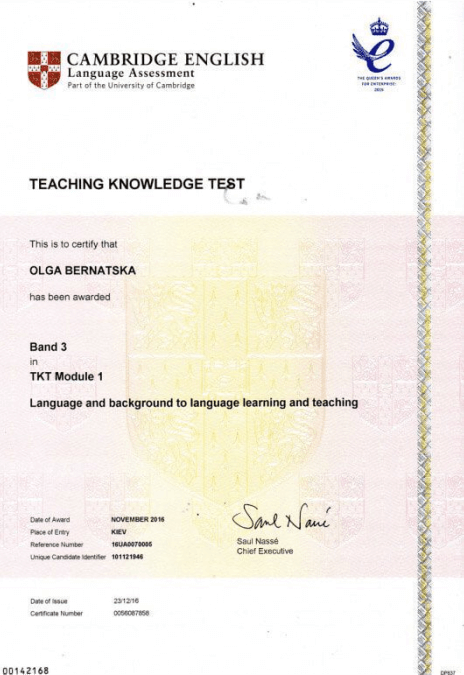 CAMBRIDGE ENGLISH
Language Assessment
Part of the University of Cambridge
THE QUEEN'S AWARDS
FOR ENTERPRISE:
TEACHING KNOWLEDGE TEST
This is to certify that
OLGA BERNATSKA
has been awarded
Band 3
in
TKT Module 1
Language and background to language learning and teaching
Date of Award NOVEMBER 2016
Place of Entry KIEV
Reference Number 16UA0070005
Unique Candidate Identifier 101121946
Saul Nassé
Saul Nassé
Chief Executive
Date of Issue 23/12/16
Certificate Number 0056087858
00142168